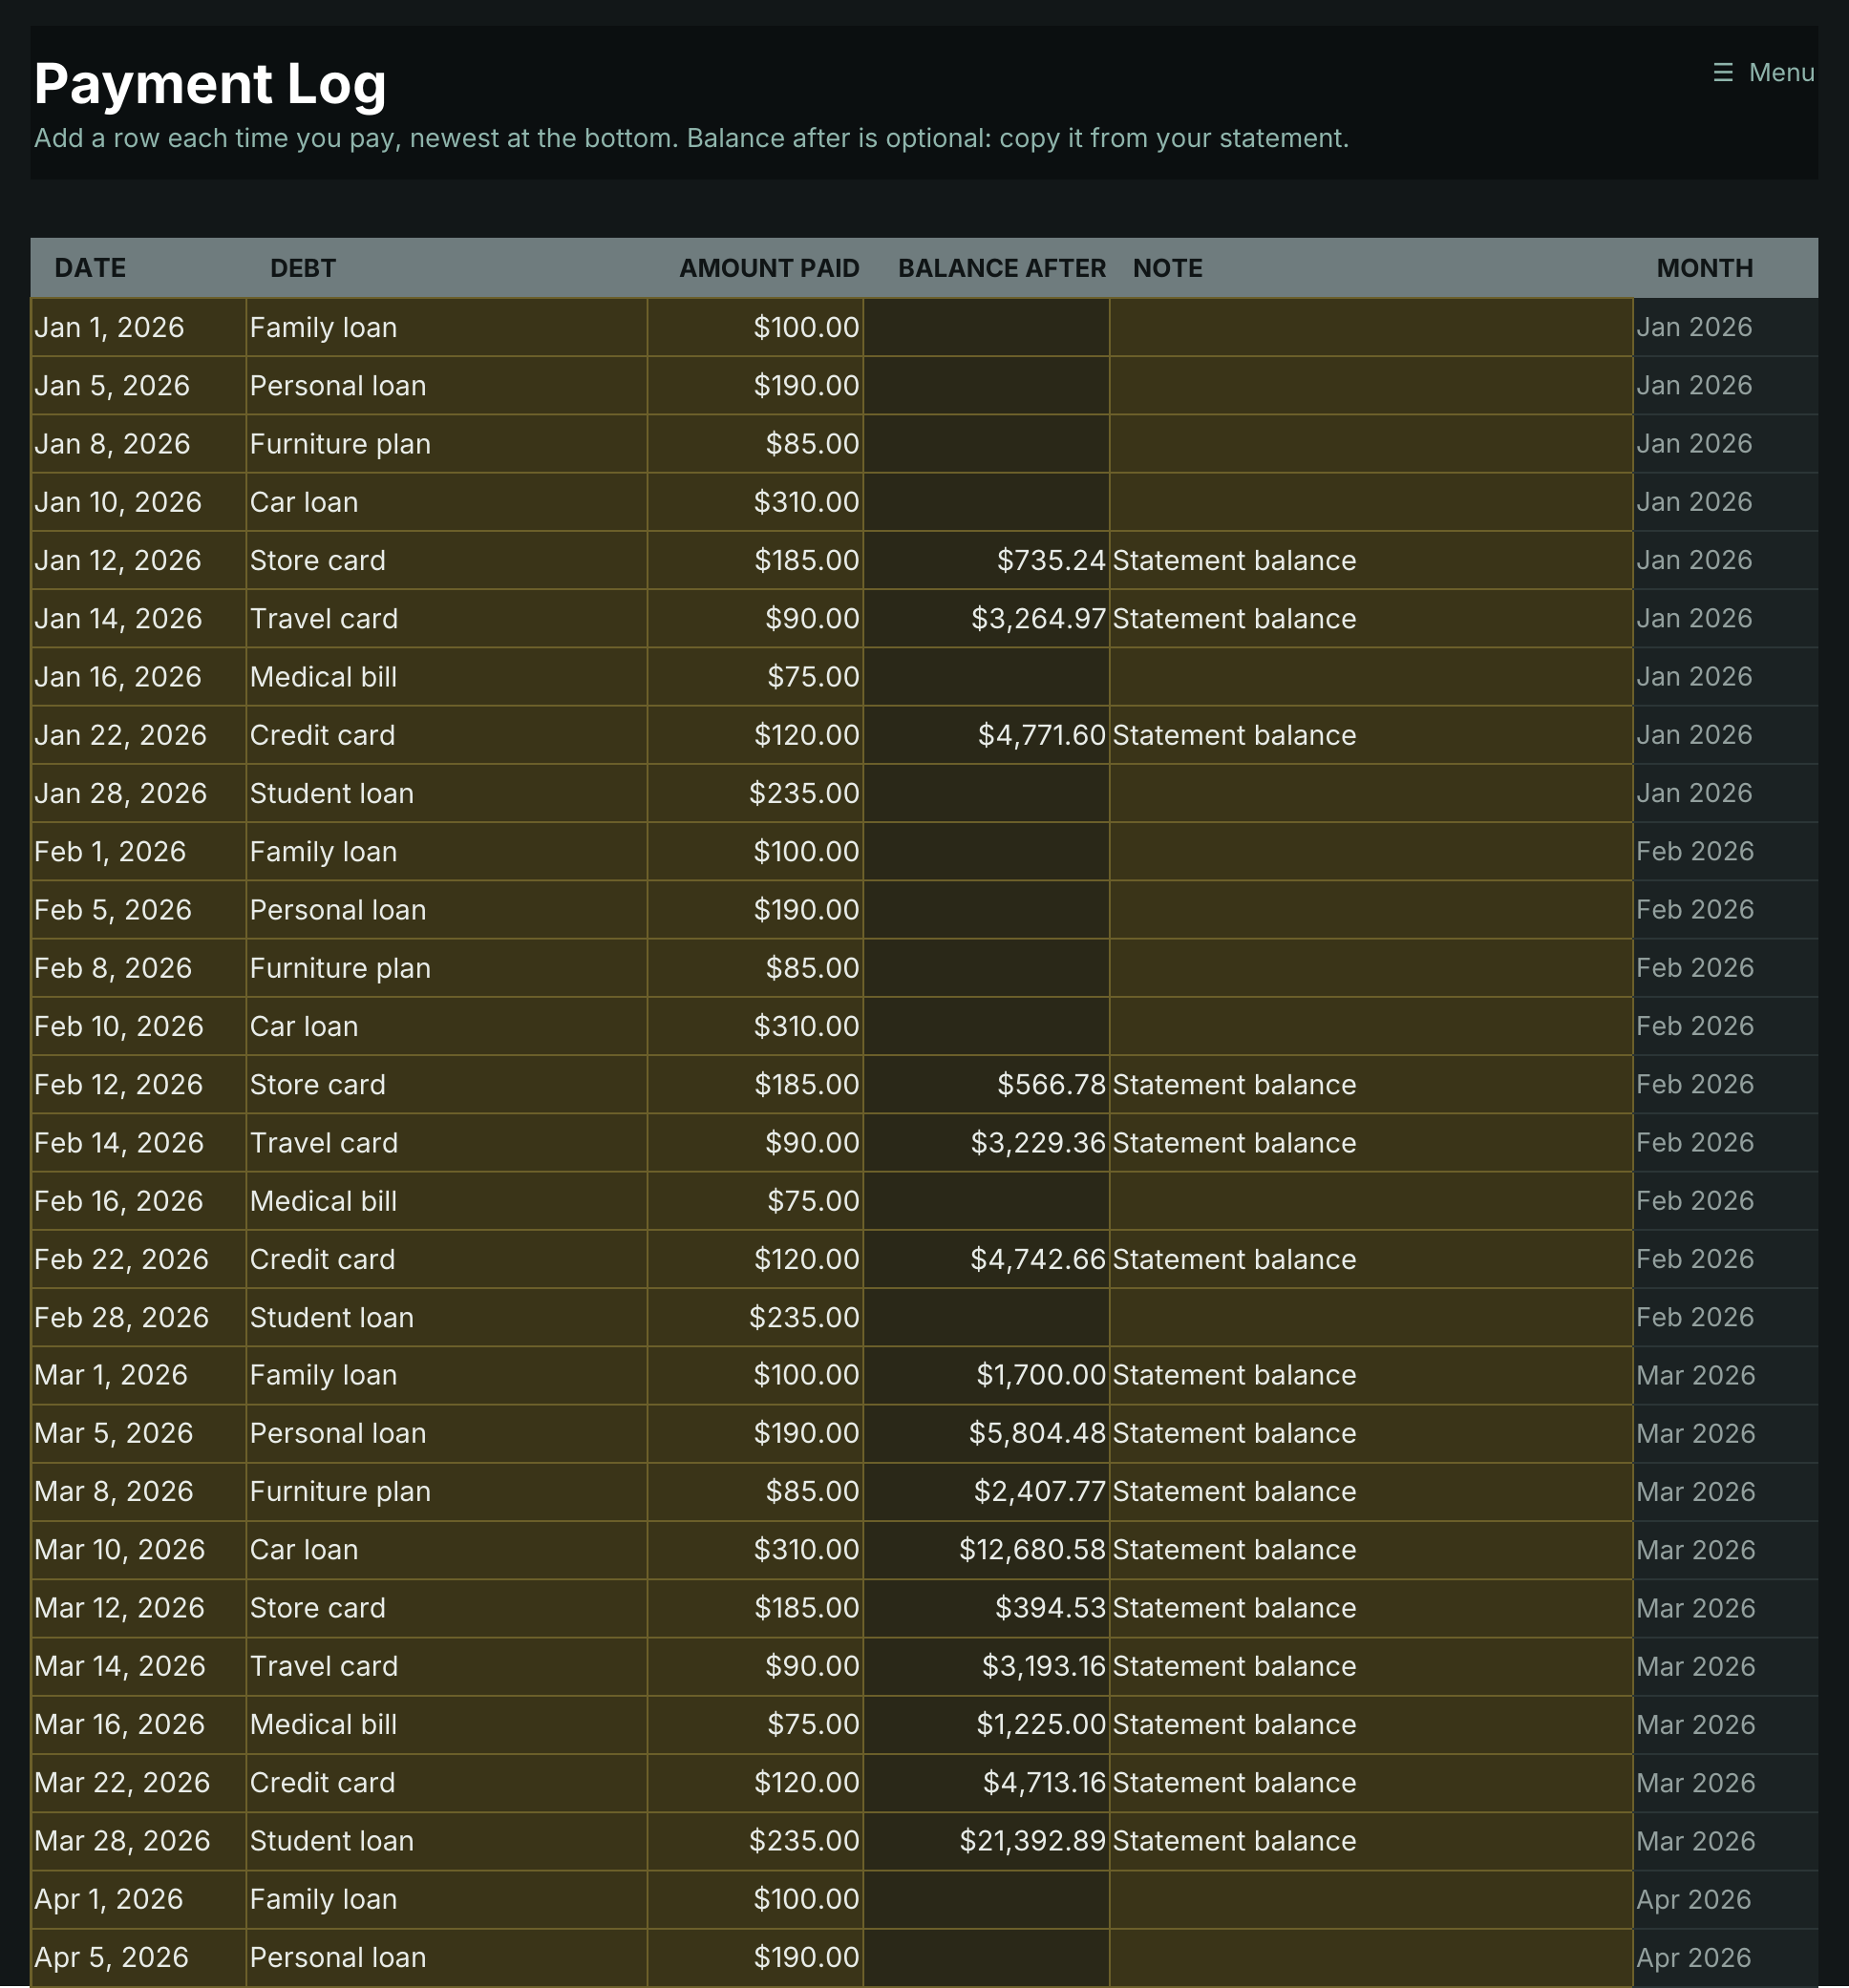 Payment Log
☰ Menu
Add a row each time you pay, newest at the bottom. Balance after is optional: copy it from your statement.
DATE DEBT AMOUNT PAID BALANCE AFTER NOTE MONTH
Jan 1, 2026 Family loan $100.00 Jan 2026
Jan 5, 2026 Personal loan $190.00 Jan 2026
Jan 8, 2026 Furniture plan $85.00 Jan 2026
Jan 10, 2026 Car loan $310.00 Jan 2026
Jan 12, 2026 Store card $185.00 $735.24 Statement balance Jan 2026
Jan 14, 2026 Travel card $90.00 $3,264.97 Statement balance Jan 2026
Jan 16, 2026 Medical bill $75.00 Jan 2026
Jan 22, 2026 Credit card $120.00 $4,771.60 Statement balance Jan 2026
Jan 28, 2026 Student loan $235.00 Jan 2026
Feb 1, 2026 Family loan $100.00 Feb 2026
Feb 5, 2026 Personal loan $190.00 Feb 2026
Feb 8, 2026 Furniture plan $85.00 Feb 2026
Feb 10, 2026 Car loan $310.00 Feb 2026
Feb 12, 2026 Store card $185.00 $566.78 Statement balance Feb 2026
Feb 14, 2026 Travel card $90.00 $3,229.36 Statement balance Feb 2026
Feb 16, 2026 Medical bill $75.00 Feb 2026
Feb 22, 2026 Credit card $120.00 $4,742.66 Statement balance Feb 2026
Feb 28, 2026 Student loan $235.00 Feb 2026
Mar 1, 2026 Family loan $100.00 $1,700.00 Statement balance Mar 2026
Mar 5, 2026 Personal loan $190.00 $5,804.48 Statement balance Mar 2026
Mar 8, 2026 Furniture plan $85.00 $2,407.77 Statement balance Mar 2026
Mar 10, 2026 Car loan $310.00 $12,680.58 Statement balance Mar 2026
Mar 12, 2026 Store card $185.00 $394.53 Statement balance Mar 2026
Mar 14, 2026 Travel card $90.00 $3,193.16 Statement balance Mar 2026
Mar 16, 2026 Medical bill $75.00 $1,225.00 Statement balance Mar 2026
Mar 22, 2026 Credit card $120.00 $4,713.16 Statement balance Mar 2026
Mar 28, 2026 Student loan $235.00 $21,392.89 Statement balance Mar 2026
Apr 1, 2026 Family loan $100.00 Apr 2026
Apr 5, 2026 Personal loan $190.00 Apr 2026